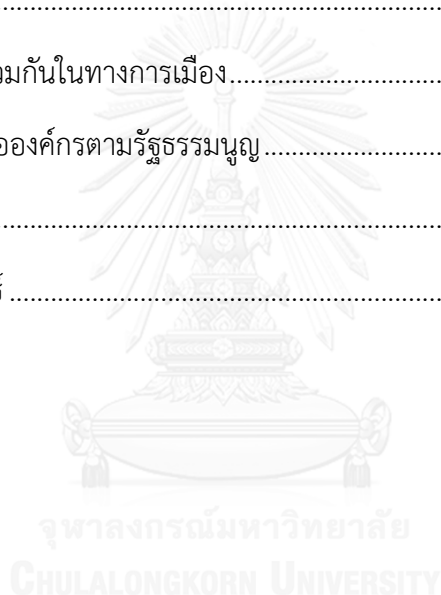 ....................................................................
วมกันในทางการเมือง................................
องค์กรตามรัฐธรรมนูญ...........................
....................................................................
...................................................................
จุฬาลงกรณ์มหาวิทยาลัย
CHULALONGKORN UNIVERSITY